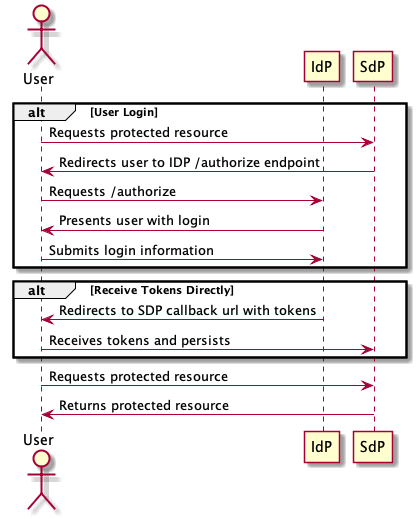 User
IdP
SdP
alt
[User Login]
Requests protected resource
Redirects user to IDP /authorize endpoint
Requests /authorize
Presents user with login
Submits login information
alt
[Receive Tokens Directly]
Redirects to SDP callback url with tokens
Receives tokens and persists
Requests protected resource
Returns protected resource
User
IdP
SdP